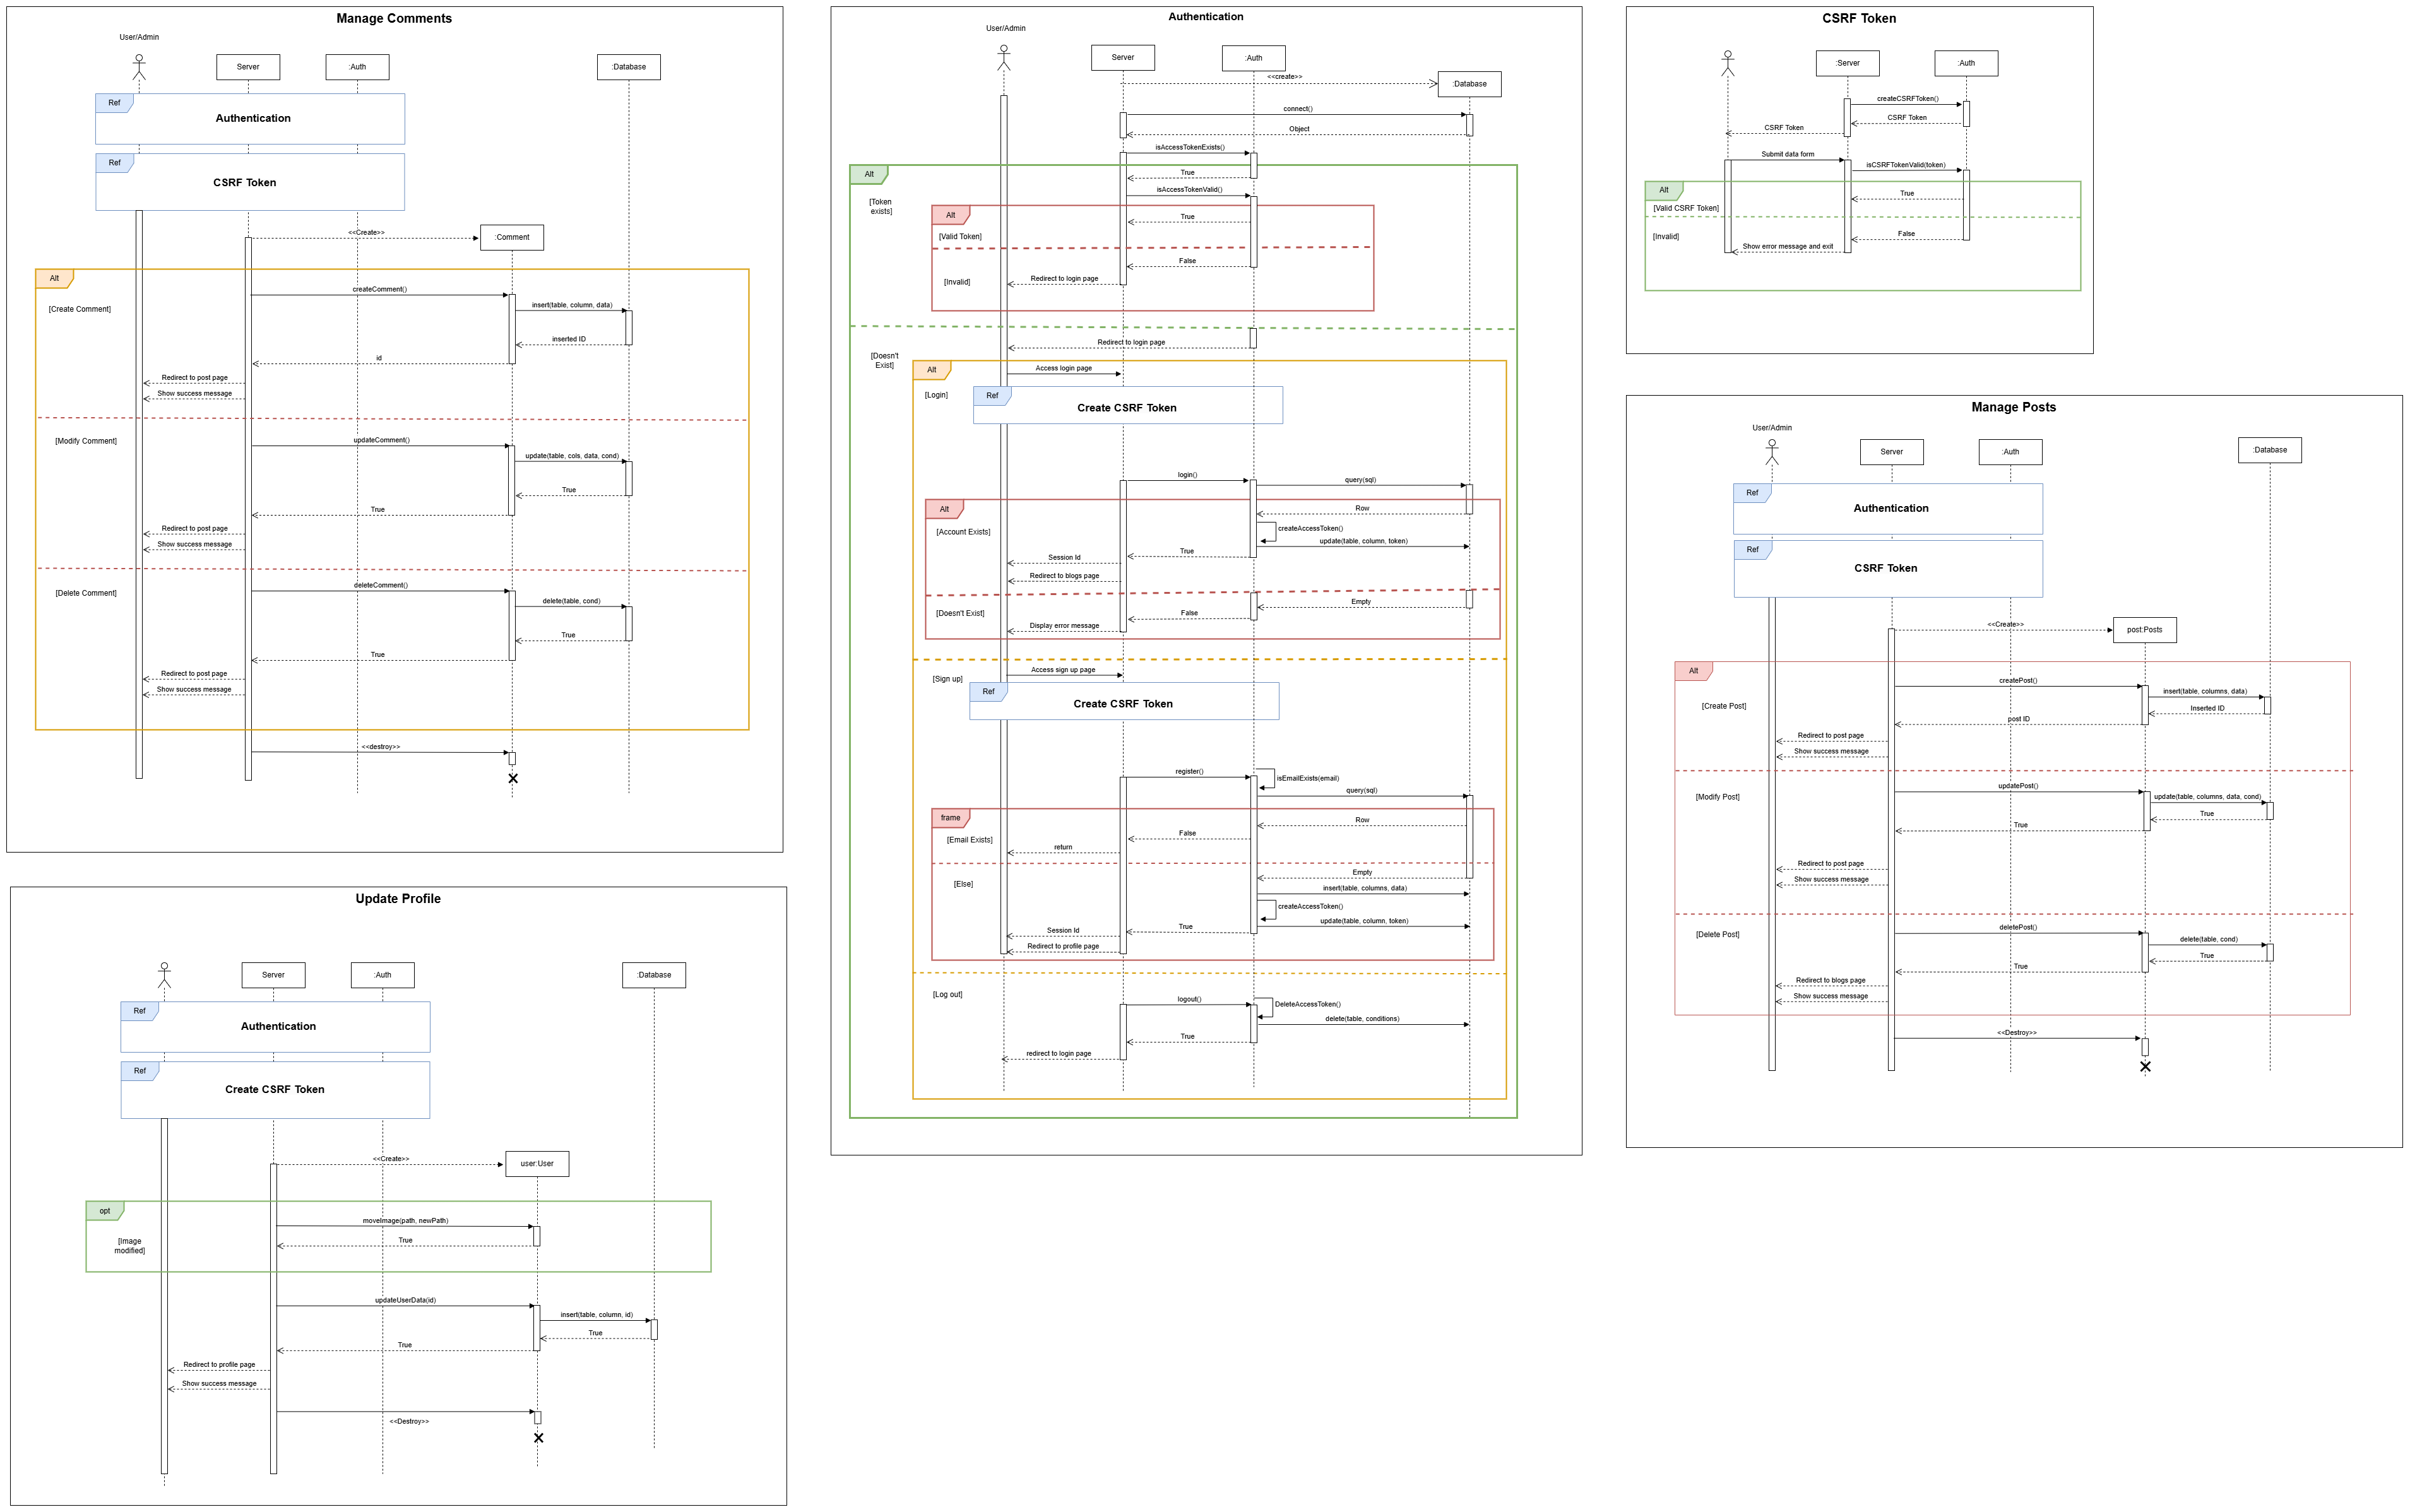 Manage Comments
User/Admin
Server
:Auth
:Database
Ref
Authentication
Ref
CSRF Token
<<Create>>
:Comment
Alt
createComment()
[Create Comment]
insert(table, column, data)
inserted ID
id
Redirect to post page
Show success message
[Modify Comment]
updateComment()
update(table, cols, data, cond)
True
True
Redirect to post page
Show success message
[Delete Comment]
deleteComment()
delete(table, cond)
True
True
Redirect to post page
Show success message
<<destroy>>
Update Profile
Server
:Auth
:Database
Ref
Authentication
Ref
Create CSRF Token
<<Create>>
user:User
opt
moveImage(path, newPath)
[Image
modified]
True
updateUserData(id)
insert(table, column, id)
True
True
Redirect to profile page
Show success message
<<Destroy>>
Authentication
User/Admin
Server
:Auth
<<create>>
:Database
connect()
Object
isAccessTokenExists()
Alt
True
[Token
exists]
isAccessTokenValid()
Alt
True
[Valid Token]
False
[Invalid]
Redirect to login page
Redirect to login page
[Doesn't
Exist]
Alt
Access login page
[Login]
Ref
Create CSRF Token
login()
query(sql)
Alt
Row
[Account Exists]
createAccessToken()
update(table, column, token)
True
Session Id
Redirect to blogs page
Empty
[Doesn't Exist]
False
Display error message
Access sign up page
[Sign up]
Ref
Create CSRF Token
register()
isEmailExists(email)
query(sql)
frame
Row
[Email Exists]
False
return
Empty
[Else]
insert(table, columns, data)
createAccessToken()
update(table, column, token)
True
Session Id
Redirect to profile page
[Log out]
logout()
DeleteAccessToken()
delete(table, conditions)
True
redirect to login page
CSRF Token
:Server
:Auth
createCSRFToken()
CSRF Token
CSRF Token
Submit data form
isCSRFTokenValid(token)
Alt
True
[Valid CSRF Token]
[Invalid]
False
Show error message and exit
Manage Posts
User/Admin
Server
:Auth
:Database
Ref
Authentication
Ref
CSRF Token
<<Create>>
post:Posts
Alt
createPost()
insert(table, columns, data)
[Create Post]
Inserted ID
post ID
Redirect to post page
Show success message
updatePost()
[Modify Post]
update(table, columns, data, cond)
True
True
Redirect to post page
Show success message
deletePost()
[Delete Post]
delete(table, cond)
True
True
Redirect to blogs page
Show success message
<<Destroy>>